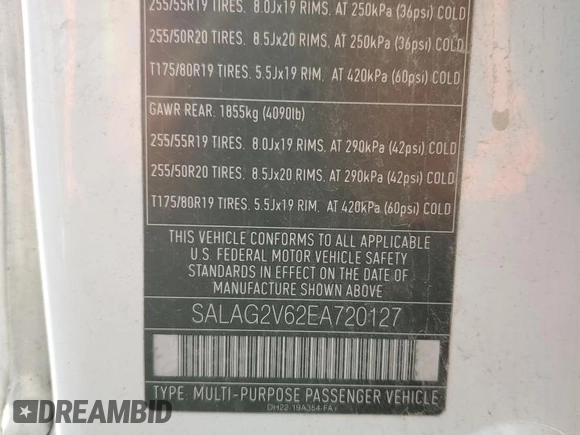 255/55R19 TIRES. 8.0Jx19 RIMS. AT 250kPa (36psi) COLD
255/50R20 TIRES. 8.5Jx20 RIMS. AT 250kPa (36psi) COLD
T175/80R19 TIRES. 5.5Jx19 RIM. AT 420kPa (60psi) COLD
GAWR REAR: 1855kg (4090lb)
255/55R19 TIRES. 8.0Jx19 RIMS. AT 290kPa (42psi) COLD
255/50R20 TIRES. 8.5Jx20 RIMS. AT 290kPa (42psi) COLD
T175/80R19 TIRES. 5.5Jx19 RIM. AT 420kPa (60psi) COLD
THIS VEHICLE CONFORMS TO ALL APPLICABLE
U.S. FEDERAL MOTOR VEHICLE SAFETY
STANDARDS IN EFFECT ON THE DATE OF
MANUFACTURE SHOWN ABOVE.
SALAG2V62EA720127
TYPE: MULTI-PURPOSE PASSENGER VEHICLE
DH22-19A354-FA
DREAMBID